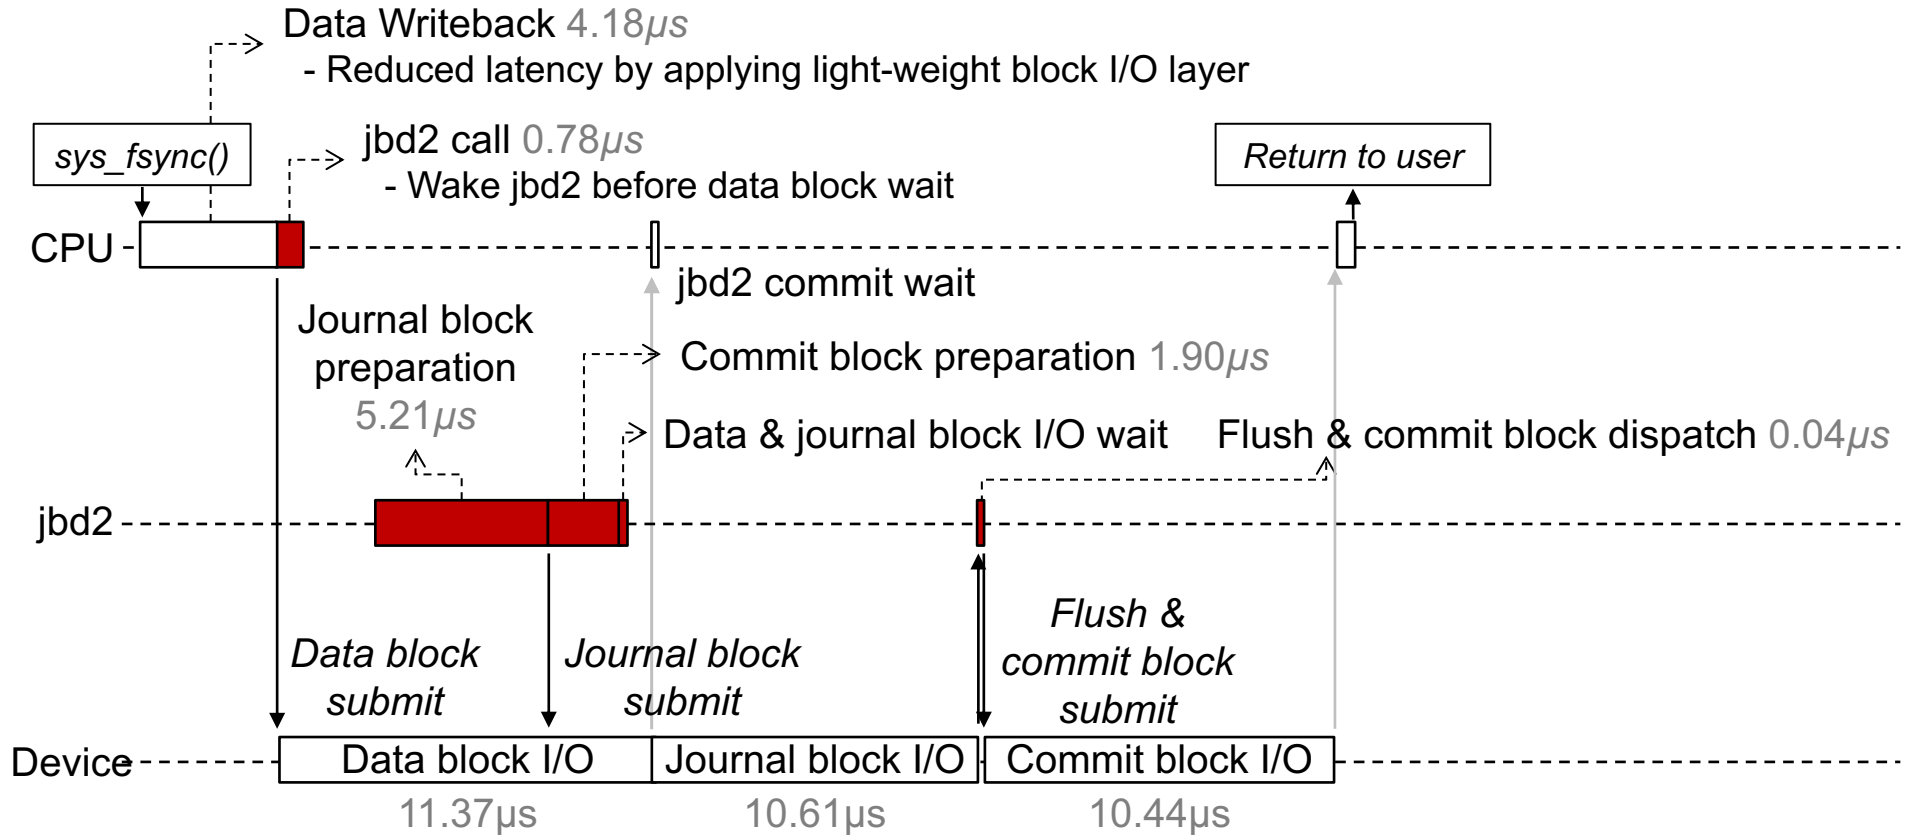 Data Writeback 4.18µs
- Reduced latency by applying light-weight block I/O layer
sys_fsync()
jbd2 call 0.78µs
- Wake jbd2 before data block wait
Return to user
CPU
jbd2 commit wait
Journal block
preparation
5.21µs
Commit block preparation 1.90µs
Data & journal block I/O wait
Flush & commit block dispatch 0.04µs
jbd2
Data block
submit
Journal block
submit
Flush &
commit block
submit
Device
Data block I/O
Journal block I/O
Commit block I/O
11.37µs
10.61µs
10.44µs